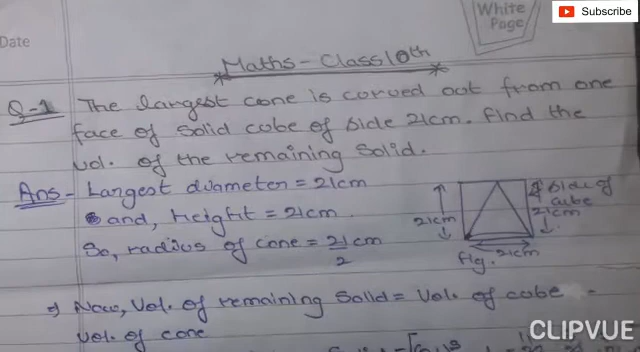 White
Page
Subscribe
Date
Maths - Class 10th
Q-1 The largest cone is corved out from one
face of solid cube of side 21cm. Find the
vol. of the remaining Solid.
Ans- Largest diameter = 21cm
and, height = 21cm.
So, radius of cone = 21/2 cm
21cm
side of
cube
21cm
fig. 21cm
⇒ Now, Vol. of remaining Solid = Vol. of cube -
vol. of cone
CLIPVUE